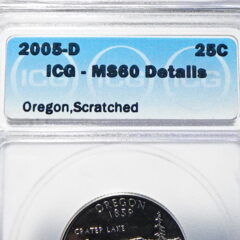 2005-D 25C
ICG - MS60 Details
Oregon,Scratched
OREGON
1859
CRATER LAKE